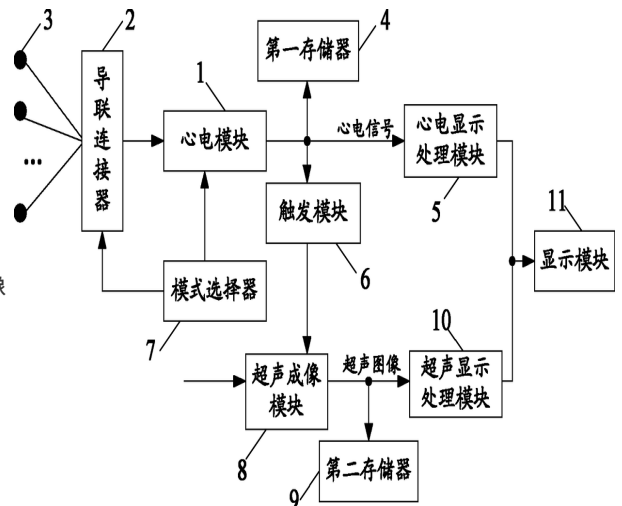 3
2
4
1
第一存储器
导联连接器
心电模块
心电信号
心电显示
处理模块
5
...
触发模块
6
11
显示模块
像
模式选择器
7
10
超声成像
模块
8
超声图像
超声显示
处理模块
第二存储器
9